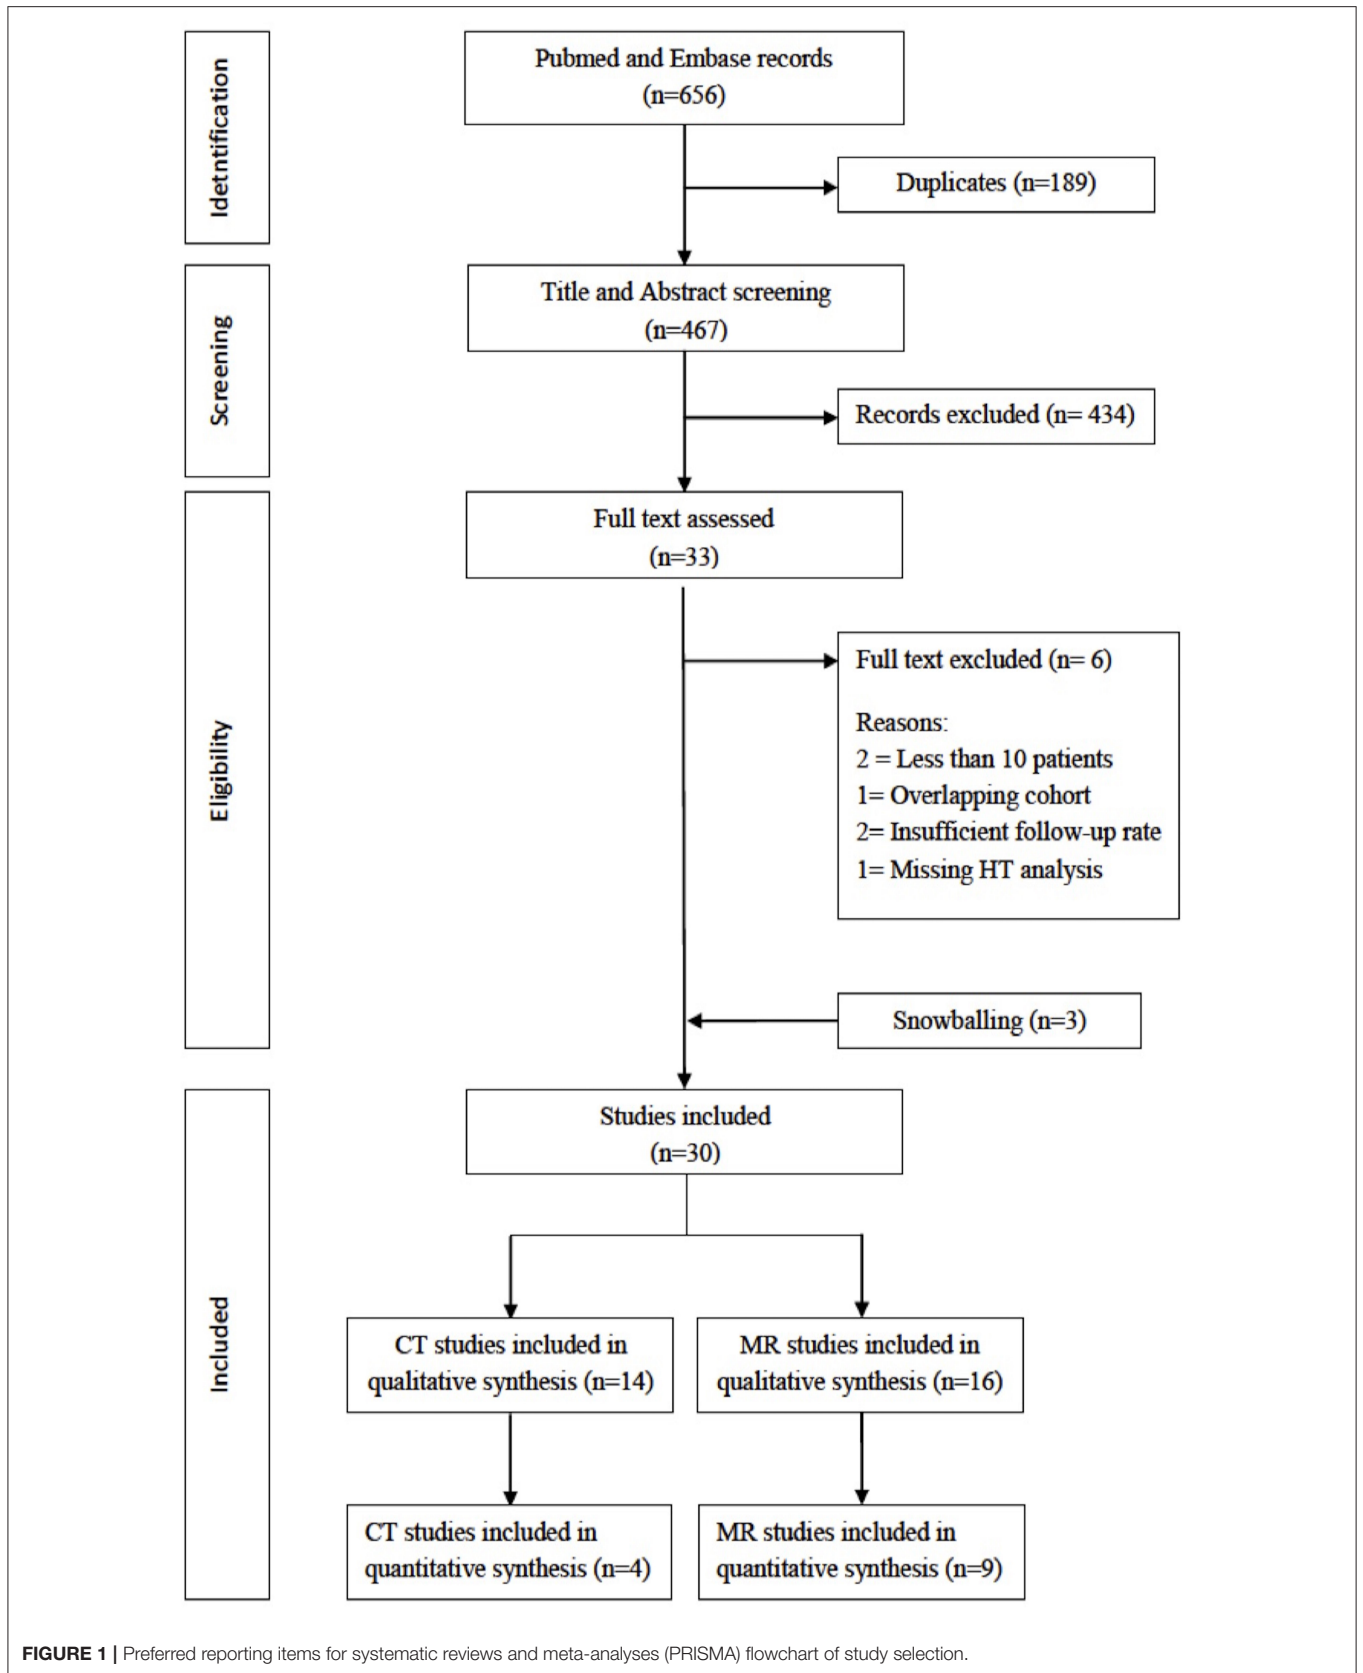 Idetntification
Pubmed and Embase records
(n=656)
Duplicates (n=189)
Screening
Title and Abstract screening
(n=467)
Records excluded (n= 434)
Eligibility
Full text assessed
(n=33)
Full text excluded (n= 6)
Reasons:
2 = Less than 10 patients
1= Overlapping cohort
2= Insufficient follow-up rate
1= Missing HT analysis
Snowballing (n=3)
Included
Studies included
(n=30)
CT studies included in
qualitative synthesis (n=14)
MR studies included in
qualitative synthesis (n=16)
CT studies included in
quantitative synthesis (n=4)
MR studies included in
quantitative synthesis (n=9)
FIGURE 1 | Preferred reporting items for systematic reviews and meta-analyses (PRISMA) flowchart of study selection.